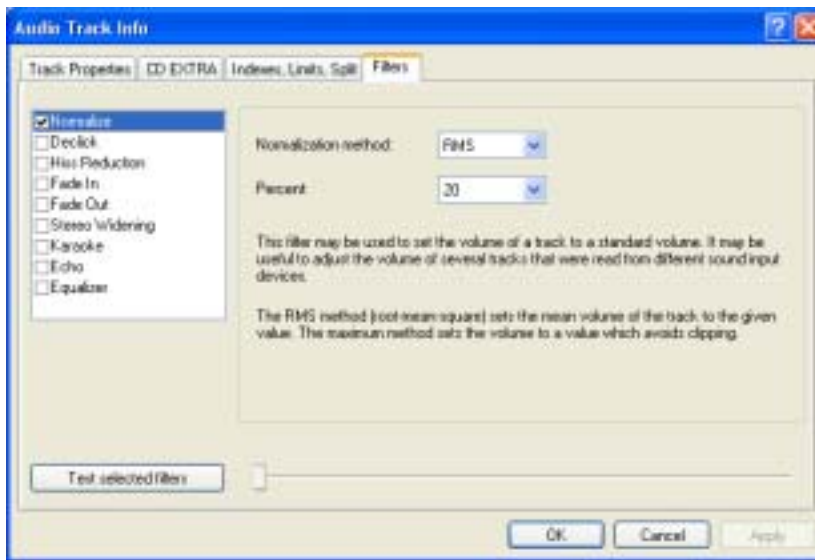 Audio Track Info
Track Properties CD EXTRA Indexes, Limits, Split Filters
Normalize
Declick
Hiss Reduction
Fade In
Fade Out
Stereo Widening
Karaoke
Echo
Equalizer
Normalization method: RMS
Percent 20
This filter may be used to set the volume of a track to a standard volume. It may be
useful to adjust the volume of several tracks that were read from different sound input
devices.
The RMS method (root-mean square) sets the mean volume of the track to the given
value. The maximum method sets the volume to a value which avoids clipping.
Test selected filters
OK Cancel Apply